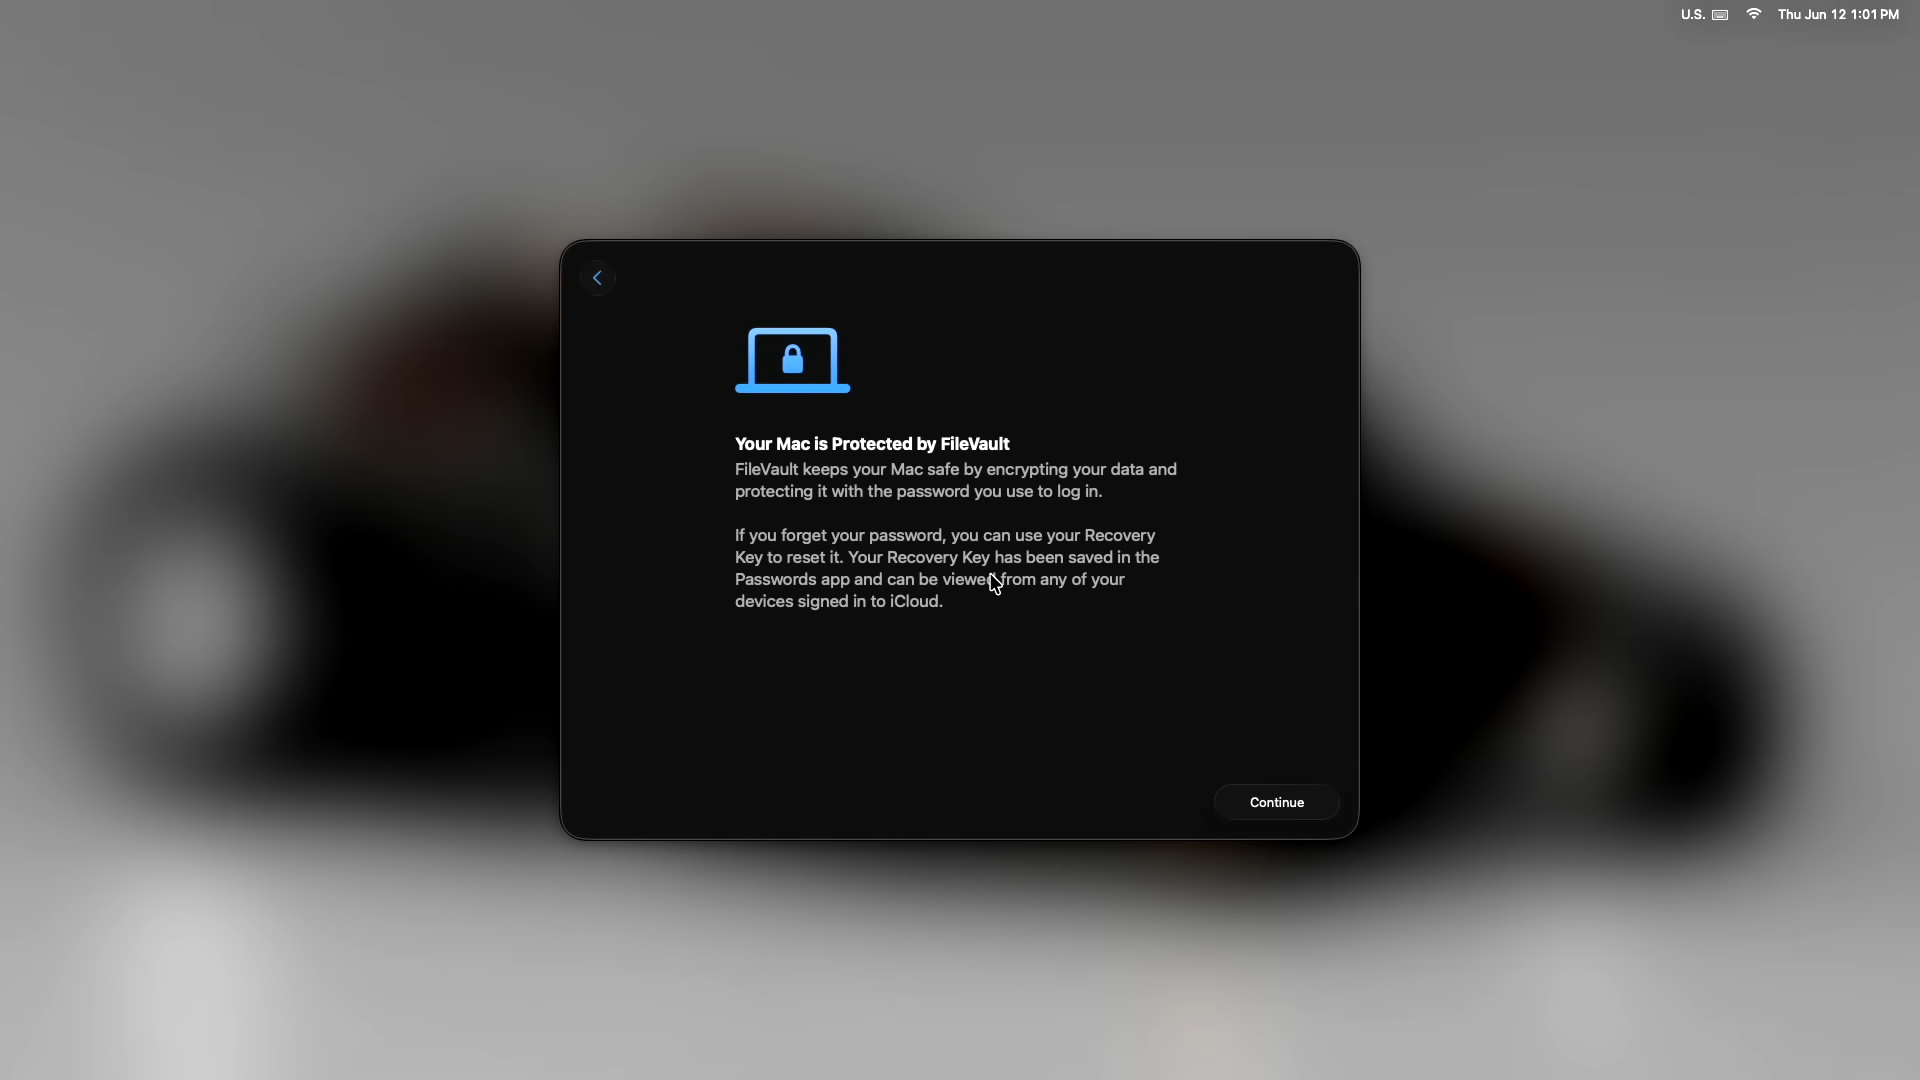 U.S. Thu Jun 12 1:01 PM
Your Mac is Protected by FileVault
FileVault keeps your Mac safe by encrypting your data and
protecting it with the password you use to log in.
If you forget your password, you can use your Recovery
Key to reset it. Your Recovery Key has been saved in the
Passwords app and can be viewed from any of your
devices signed in to iCloud.
Continue